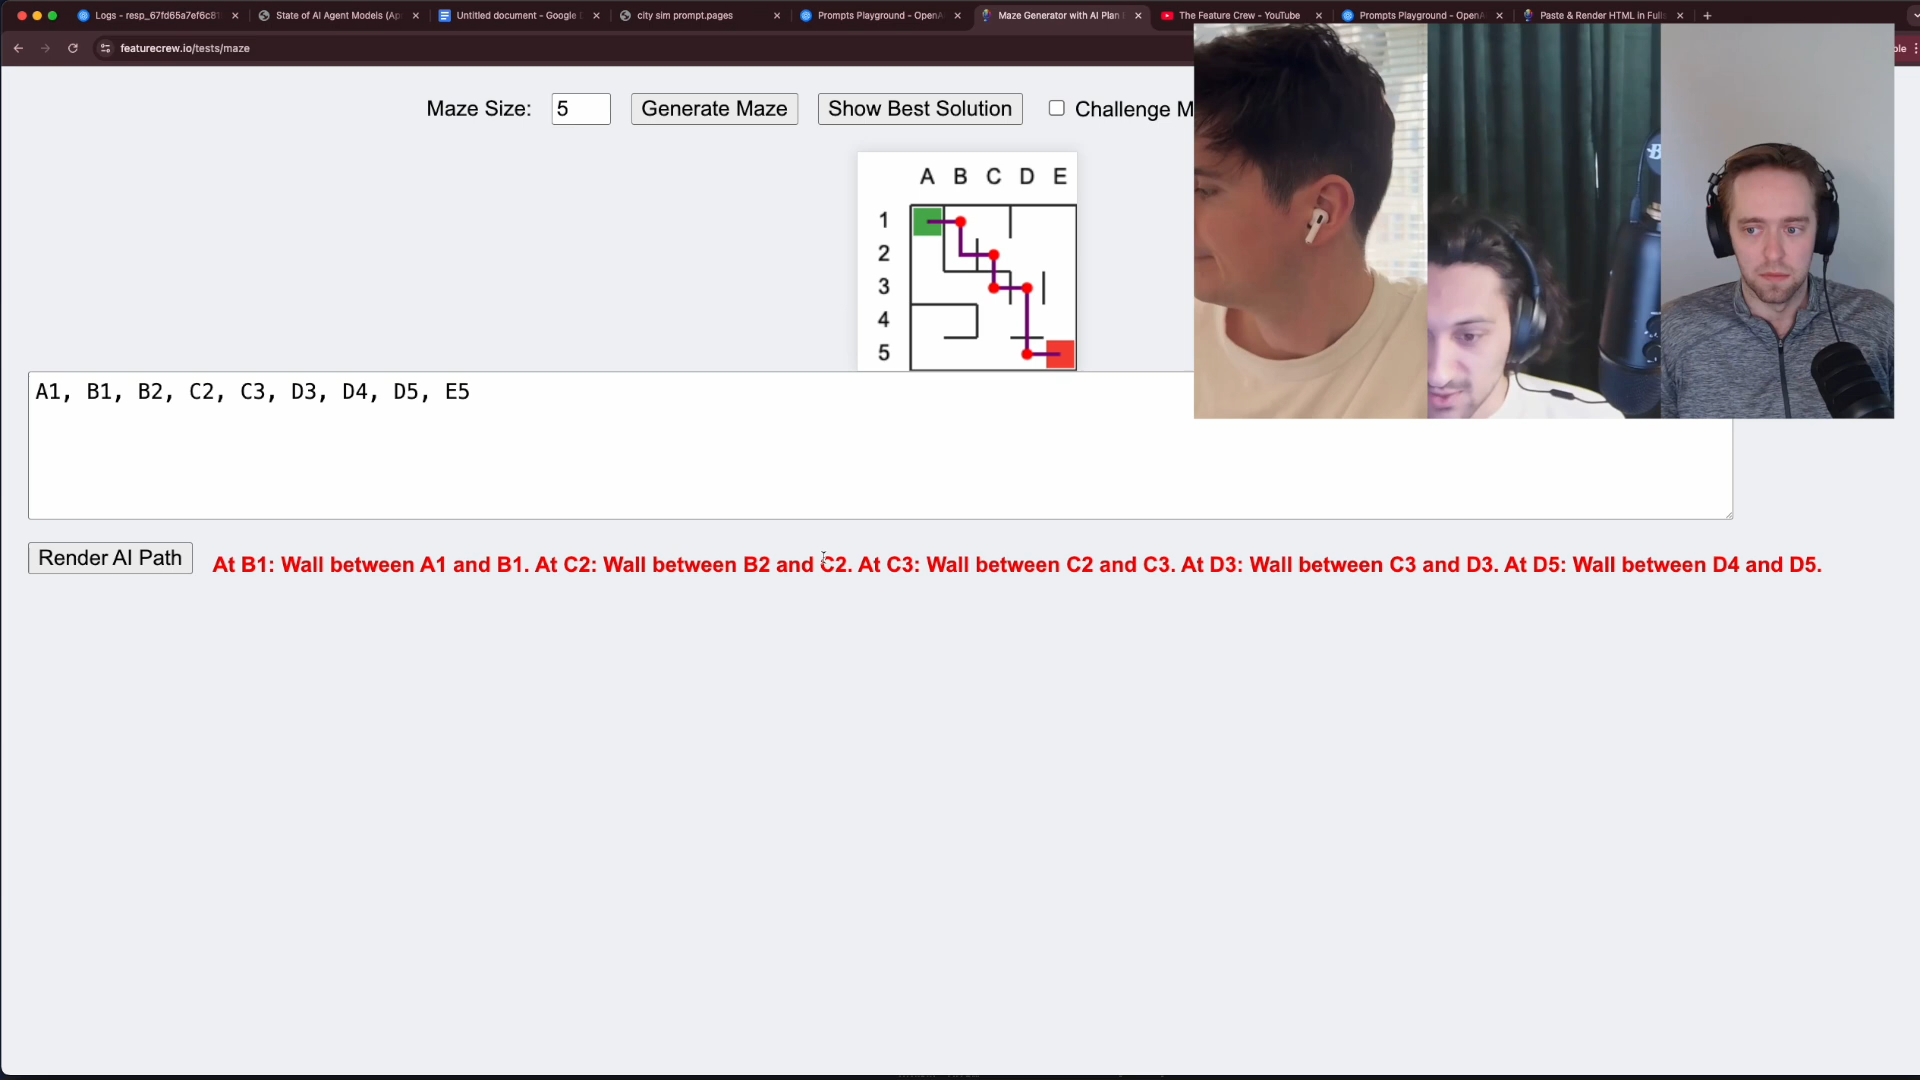 Logs - resp_67fd65a7ef6c81
State of AI Agent Models (Ap
Untitled document - Google
city sim prompt.pages
Prompts Playground - OpenA
Maze Generator with AI Plan
The Feature Crew - YouTube
Prompts Playground - OpenA
Paste & Render HTML in Fulls
featurecrew.io/tests/maze
Maze Size: 5 Generate Maze Show Best Solution Challenge M
A B C D E
1
2
3
4
5
A1, B1, B2, C2, C3, D3, D4, D5, E5
Render AI Path At B1: Wall between A1 and B1. At C2: Wall between B2 and C2. At C3: Wall between C2 and C3. At D3: Wall between C3 and D3. At D5: Wall between D4 and D5.